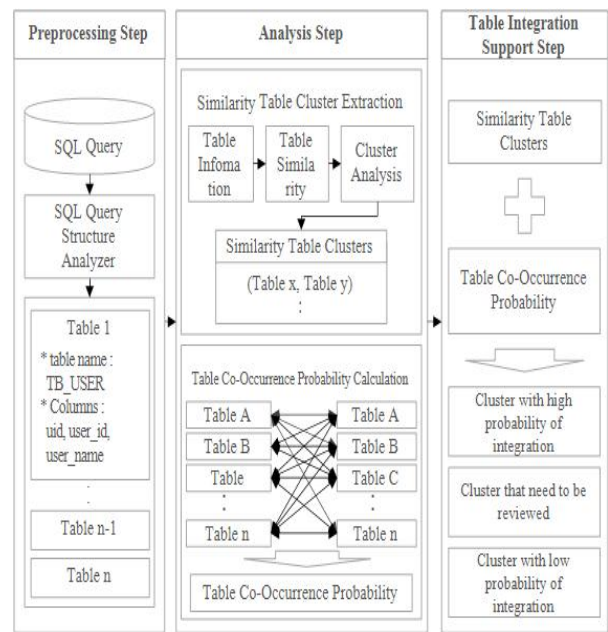 Preprocessing Step
SQL Query
SQL Query
Structure
Analyzer
Table 1
* table name :
TB_USER
* Columns :
uid, user_id,
user_name
:
Table n-1
Table n
Analysis Step
Similarity Table Cluster Extraction
Table
Infoma
tion
Table
Simila
rity
Cluster
Analysis
Similarity Table Clusters
(Table x, Table y)
:
Table Co-Occurrence Probability Calculation
Table A
Table A
Table B
Table B
Table
Table C
:
:
Table n
Table n
Table Co-Occurrence Probability
Table Integration
Support Step
Similarity Table
Clusters
Table Co-Occurrence
Probability
Cluster with high
probability of
integration
Cluster that need to be
reviewed
Cluster with low
probability of
integration